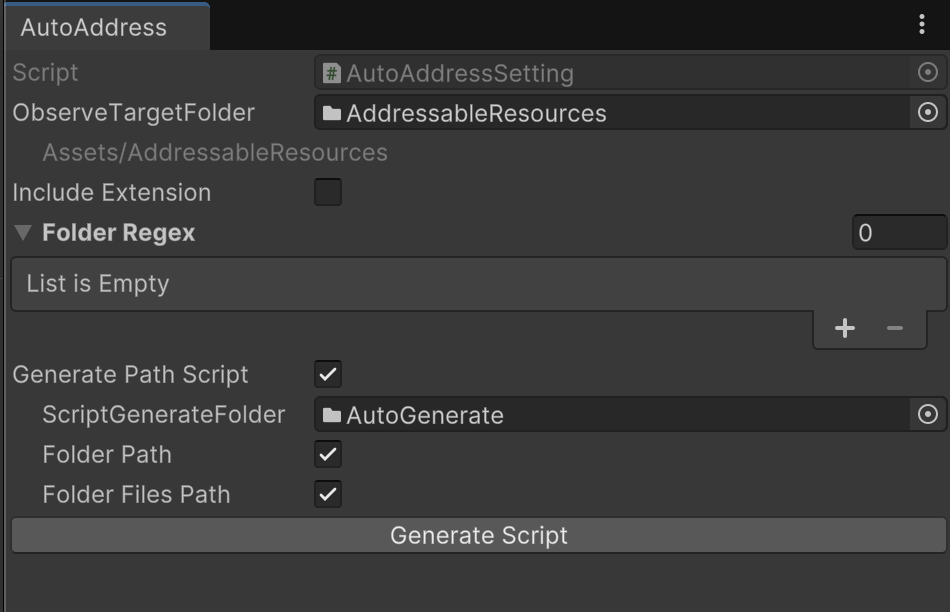 AutoAddress
Script
AutoAddressSetting
ObserveTargetFolder
AddressableResources
Assets/AddressableResources
Include Extension
Folder Regex
0
List is Empty
Generate Path Script
ScriptGenerateFolder
AutoGenerate
Folder Path
Folder Files Path
Generate Script